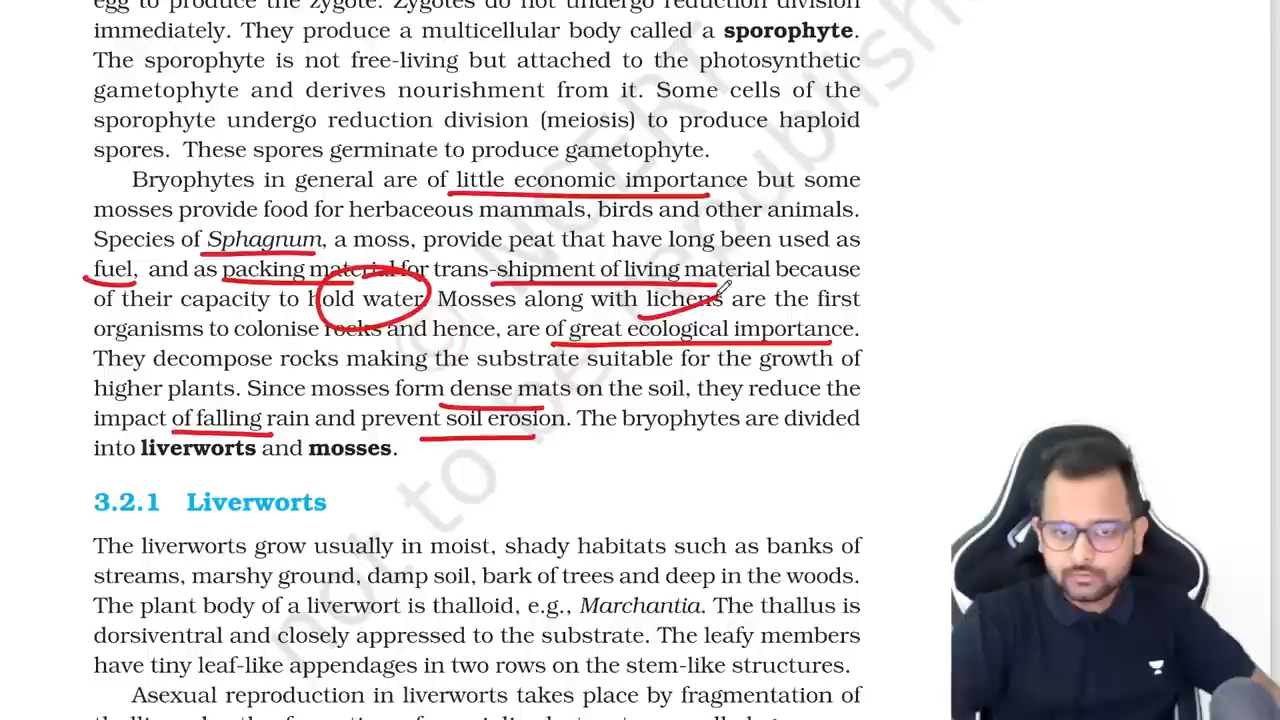 egg to produce the zygote. Zygotes do not undergo reduction division
immediately. They produce a multicellular body called a sporophyte.
The sporophyte is not free-living but attached to the photosynthetic
gametophyte and derives nourishment from it. Some cells of the
sporophyte undergo reduction division (meiosis) to produce haploid
spores. These spores germinate to produce gametophyte.
Bryophytes in general are of little economic importance but some
mosses provide food for herbaceous mammals, birds and other animals.
Species of Sphagnum, a moss, provide peat that have long been used as
fuel, and as packing material for trans-shipment of living material because
of their capacity to hold water. Mosses along with lichens are the first
organisms to colonise rocks and hence, are of great ecological importance.
They decompose rocks making the substrate suitable for the growth of
higher plants. Since mosses form dense mats on the soil, they reduce the
impact of falling rain and prevent soil erosion. The bryophytes are divided
into liverworts and mosses.
3.2.1 Liverworts
The liverworts grow usually in moist, shady habitats such as banks of
streams, marshy ground, damp soil, bark of trees and deep in the woods.
The plant body of a liverwort is thalloid, e.g., Marchantia. The thallus is
dorsiventral and closely appressed to the substrate. The leafy members
have tiny leaf-like appendages in two rows on the stem-like structures.
Asexual reproduction in liverworts takes place by fragmentation of
© NCERT
not to be republish